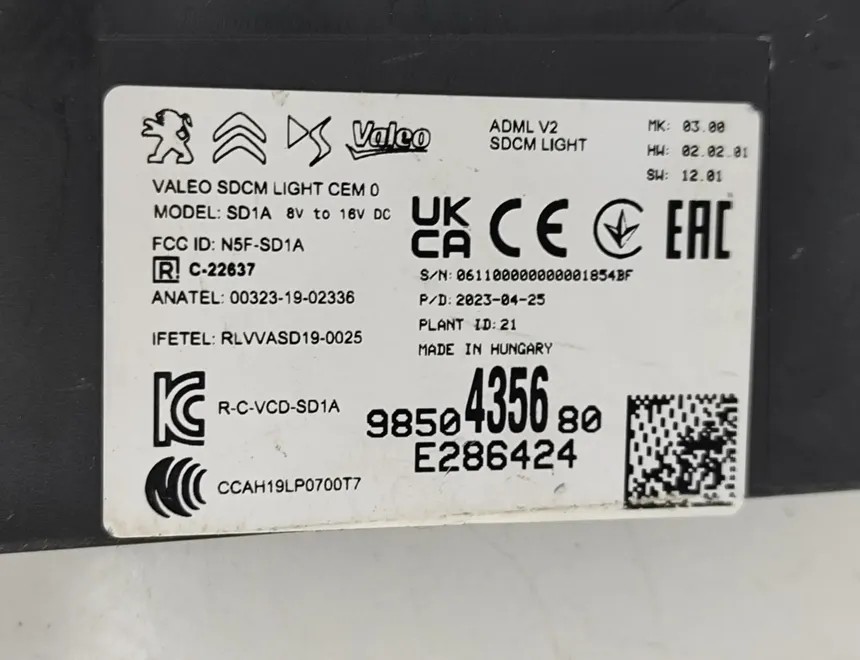 Valeo
ADML V2
SDCM LIGHT
MK: 03.00
HW: 02.02.01
SW: 12.01
VALEO SDCM LIGHT CEM 0
MODEL: SD1A 8V to 16V DC
UK
CA
CE
EAC
FCC ID: N5F-SD1A
R C-22637
ANATEL: 00323-19-02336
IFETEL: RLVVASD19-0025
S/N: 061100000000001854BF
P/D: 2023-04-25
PLANT ID: 21
MADE IN HUNGARY
R-C-VCD-SD1A
98504356 80
E286424
CCAH19LP0700T7